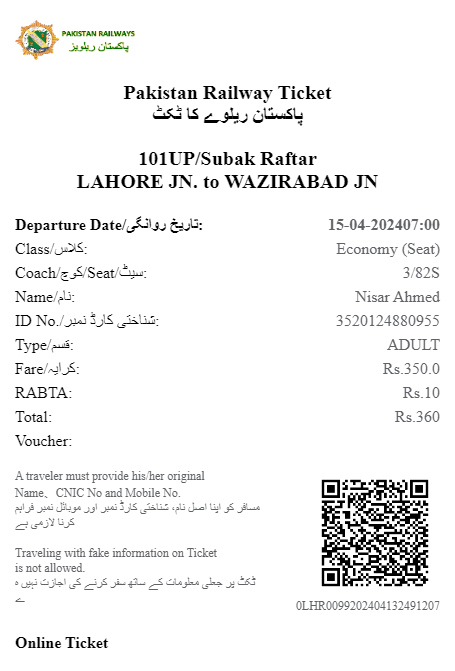 PAKISTAN RAILWAYS
پاکستان ریلویز
Pakistan Railway Ticket
پاکستان ریلوے کا ٹکٹ
101UP/Subak Raftar
LAHORE JN. to WAZIRABAD JN
Departure Date/تاریخ روانگی: 15-04-202407:00
Class/کلاس: Economy (Seat)
Coach/کوچ/Seat/سیٹ: 3/82S
Name/نام: Nisar Ahmed
ID No./شناختی کارڈ نمبر: 3520124880955
Type/قسم: ADULT
Fare/کرایہ: Rs.350.0
RABTA: Rs.10
Total: Rs.360
Voucher:
A traveler must provide his/her original
Name、CNIC No and Mobile No.
مسافر کو اپنا اصل نام، شناختی کارڈ نمبر اور موبائل نمبر فراہم
کرنا لازمی ہے
Traveling with fake information on Ticket
is not allowed.
ٹکٹ پر جعلی معلومات کے ساتھ سفر کرنے کی اجازت نہیں ہ
ے
0LHR0099202404132491207
Online Ticket